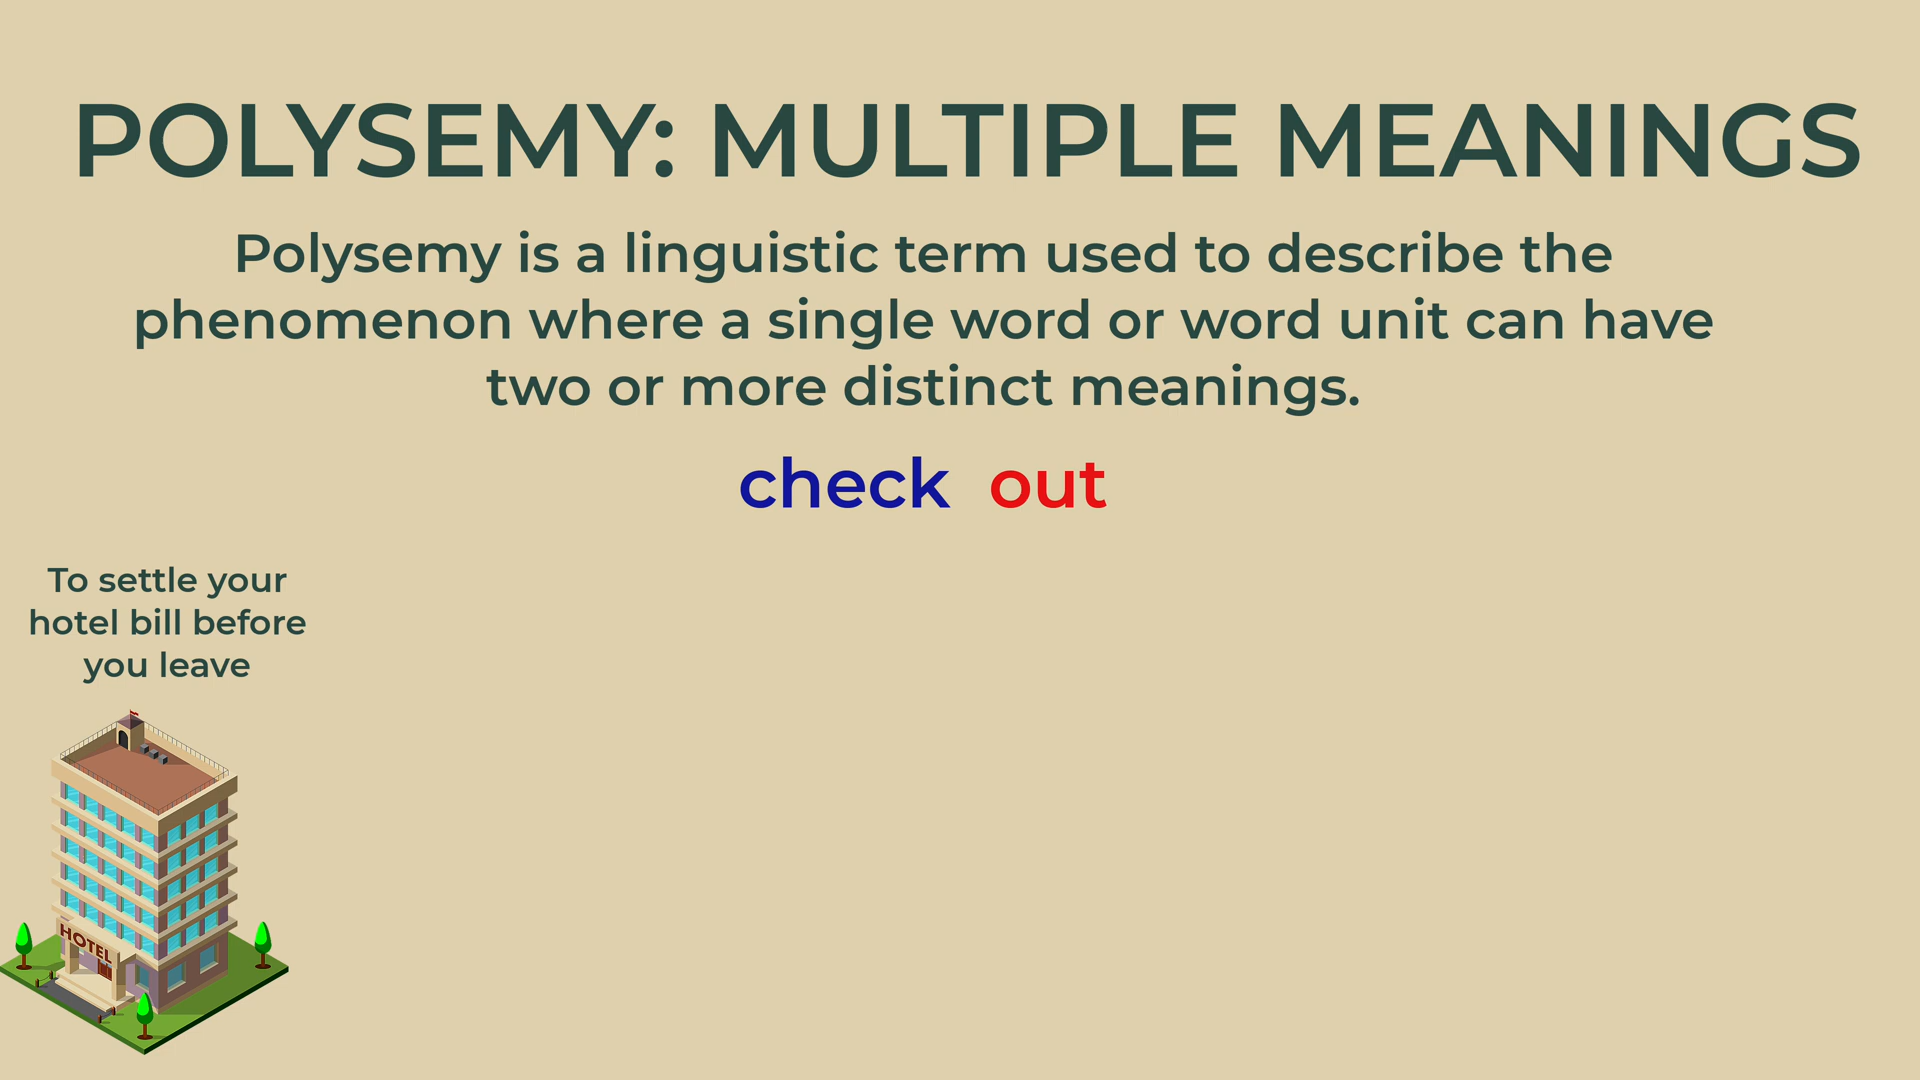 POLYSEMY: MULTIPLE MEANINGS
Polysemy is a linguistic term used to describe the
phenomenon where a single word or word unit can have
two or more distinct meanings.
check out
To settle your
hotel bill before
you leave
HOTEL